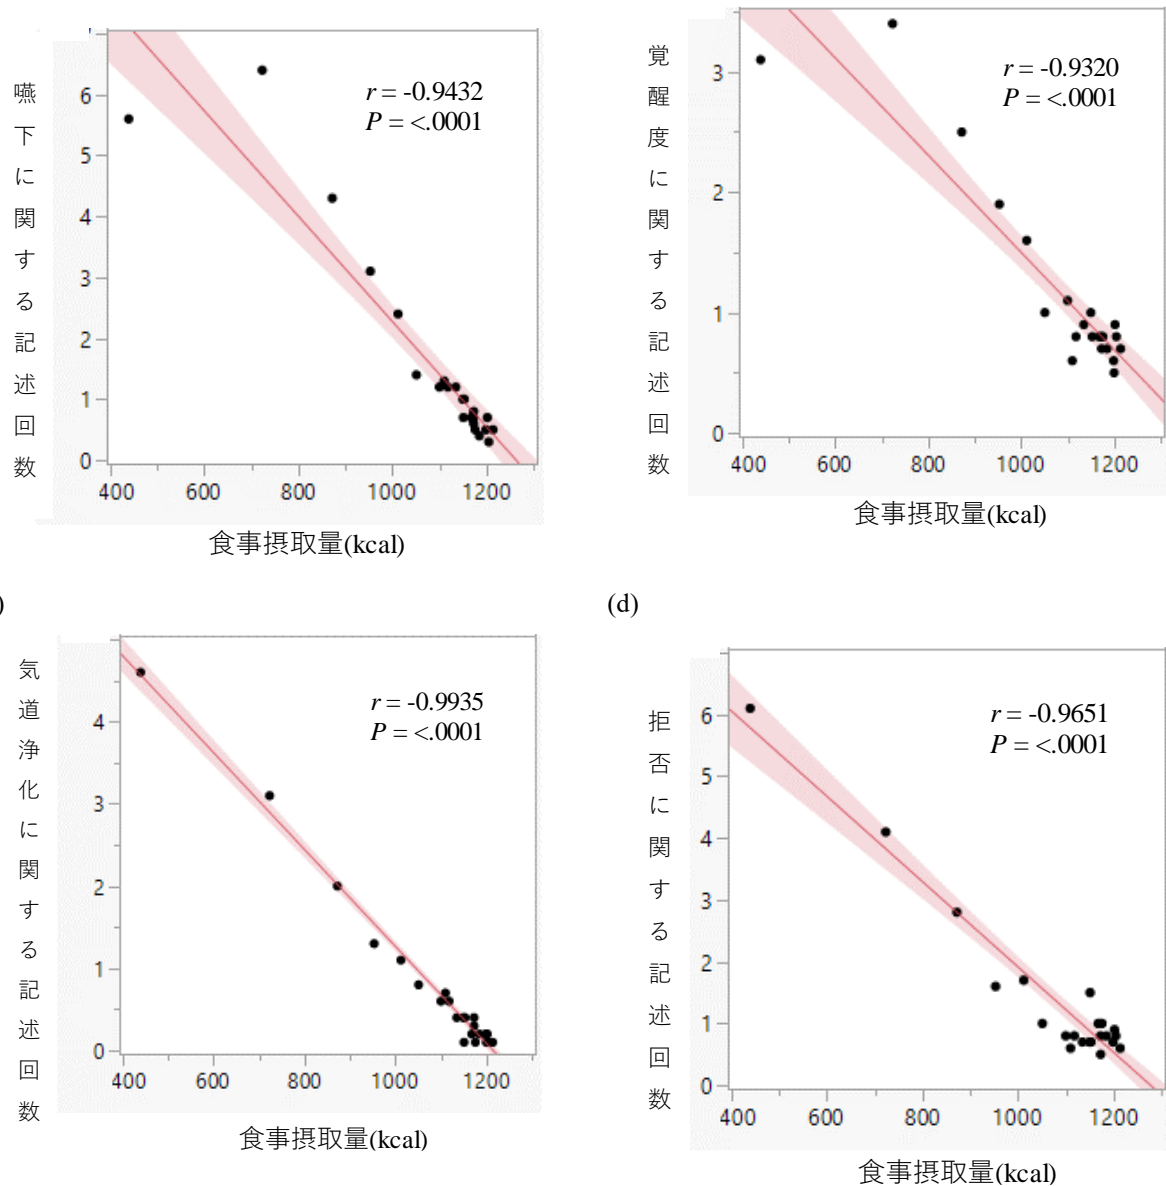 嚥下に関する記述回数
r = -0.9432
P = <.0001
6
5
4
3
2
1
0
400 600 800 1000 1200
食事摂取量(kcal)
覚醒度に関する記述回数
r = -0.9320
P = <.0001
3
2
1
0
400 600 800 1000 1200
食事摂取量(kcal)
)
気道浄化に関する記述回数
r = -0.9935
P = <.0001
4
3
2
1
0
400 600 800 1000 1200
食事摂取量(kcal)
(d)
拒否に関する記述回数
r = -0.9651
P = <.0001
6
5
4
3
2
1
0
400 600 800 1000 1200
食事摂取量(kcal)